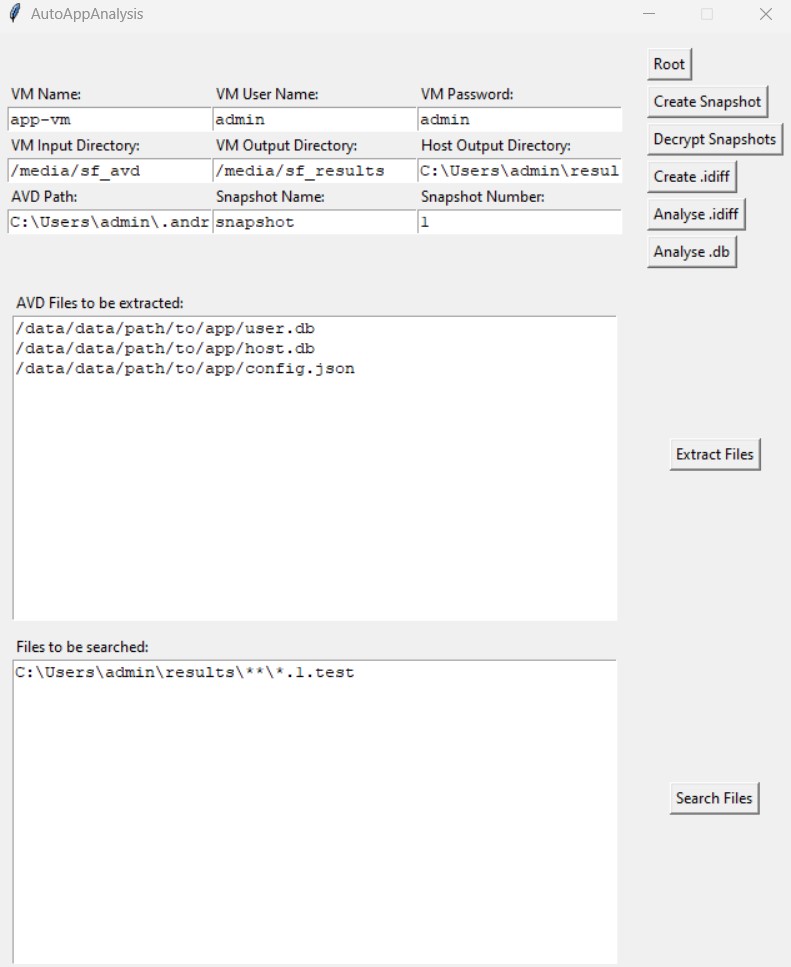 AutoAppAnalysis
Root
VM Name: VM User Name: VM Password:
Create Snapshot
app-vm admin admin
Decrypt Snapshots
VM Input Directory: VM Output Directory: Host Output Directory:
/media/sf_avd /media/sf_results C:\Users\admin\resul
Create .idiff
AVD Path: Snapshot Name: Snapshot Number:
Analyse .idiff
C:\Users\admin\.andr snapshot 1
Analyse .db
AVD Files to be extracted:
/data/data/path/to/app/user.db
/data/data/path/to/app/host.db
/data/data/path/to/app/config.json
Extract Files
Files to be searched:
C:\Users\admin\results\**\*.1.test
Search Files